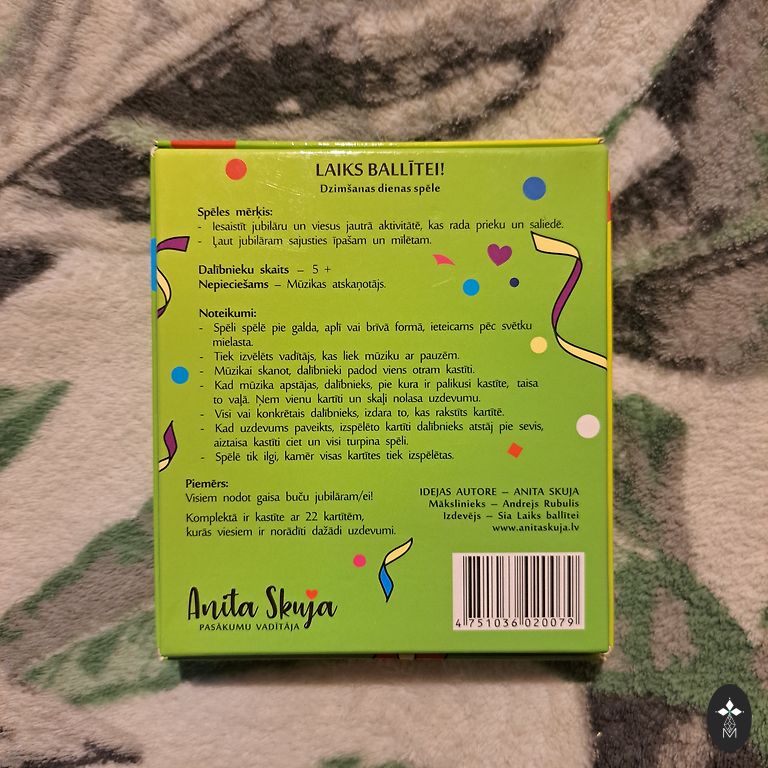 LAIKS BALLĪTEI!
Dzimšanas dienas spēle
Spēles mērķis:
- Iesaistīt jubilāru un viesus jautrā aktivitātē, kas rada prieku un saliedē.
- Ļaut jubilāram sajusties īpašam un mīlētam.
Dalībnieku skaits – 5 +
Nepieciešams – Mūzikas atskaņotājs.
Noteikumi:
- Spēli spēlē pie galda, aplī vai brīvā formā, ieteicams pēc svētku
mielasta.
- Tiek izvēlēts vadītājs, kas liek mūziku ar pauzēm.
- Mūzikai skanot, dalībnieki padod viens otram kastīti.
- Kad mūzika apstājas, dalībnieks, pie kura ir palikusi kastīte, taisa
to vaļā. Ņem vienu kartīti un skaļi nolasa uzdevumu.
- Visi vai konkrētais dalībnieks, izdara to, kas rakstīts kartītē.
- Kad uzdevums paveikts, izspēlēto kartīti dalībnieks atstāj pie sevis,
aiztaisa kastīti ciet un visi turpina spēli.
- Spēlē tik ilgi, kamēr visas kartītes tiek izspēlētas.
Piemērs:
Visiem nodot gaisa buču jubilāram/ei!
Komplektā ir kastīte ar 22 kartītēm,
kurās viesiem ir norādīti dažādi uzdevumi.
IDEJAS AUTORE – ANITA SKUJA
Mākslinieks – Andrejs Rubulis
Izdevējs – Sia Laiks ballītei
www.anitaskuja.lv
Anita Skuja
PASĀKUMU VADĪTĀJA
4 751036 020079
M